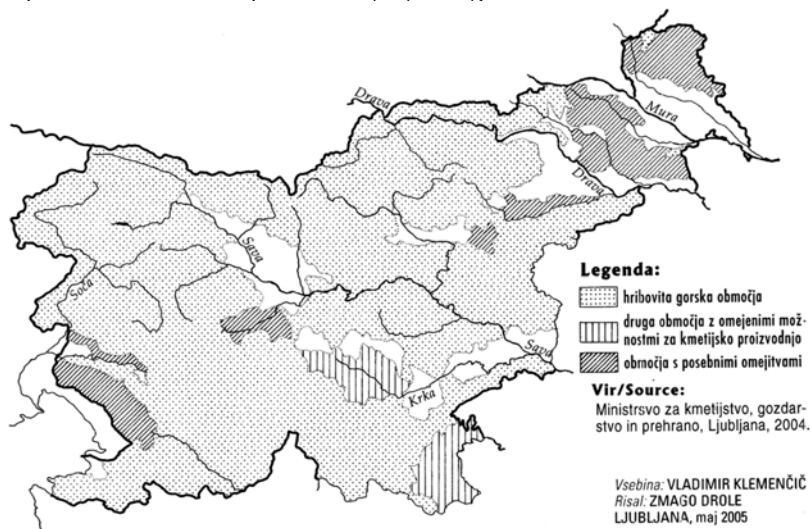 Drava
Mura
Drava
Sava
Soča
Sava
Krka
Legenda:
hribovita gorska območja
druga območja z omejenimi mož-
nostmi za kmetijsko proizvodnjo
obrnočja s posebnimi omejitvami
Vir/Source:
Ministrsvo za kmetijstvo, gozdar-
stvo in prehrano, Ljubljana, 2004.
Vsebina: VLADIMIR KLEMENČIČ
Risal: ZMAGO DROLE
LJUBLJANA, maj 2005